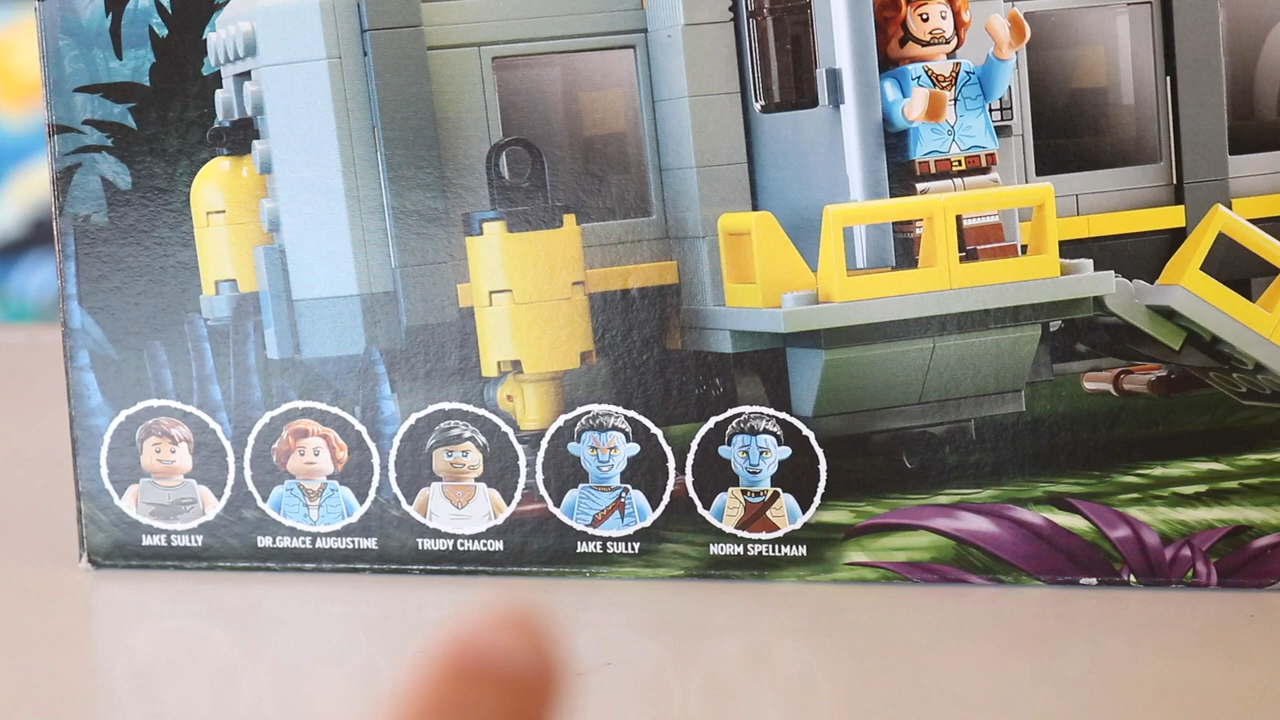 JAKE SULLY
DR.GRACE AUGUSTINE
TRUDY CHACON
JAKE SULLY
NORM SPELLMAN